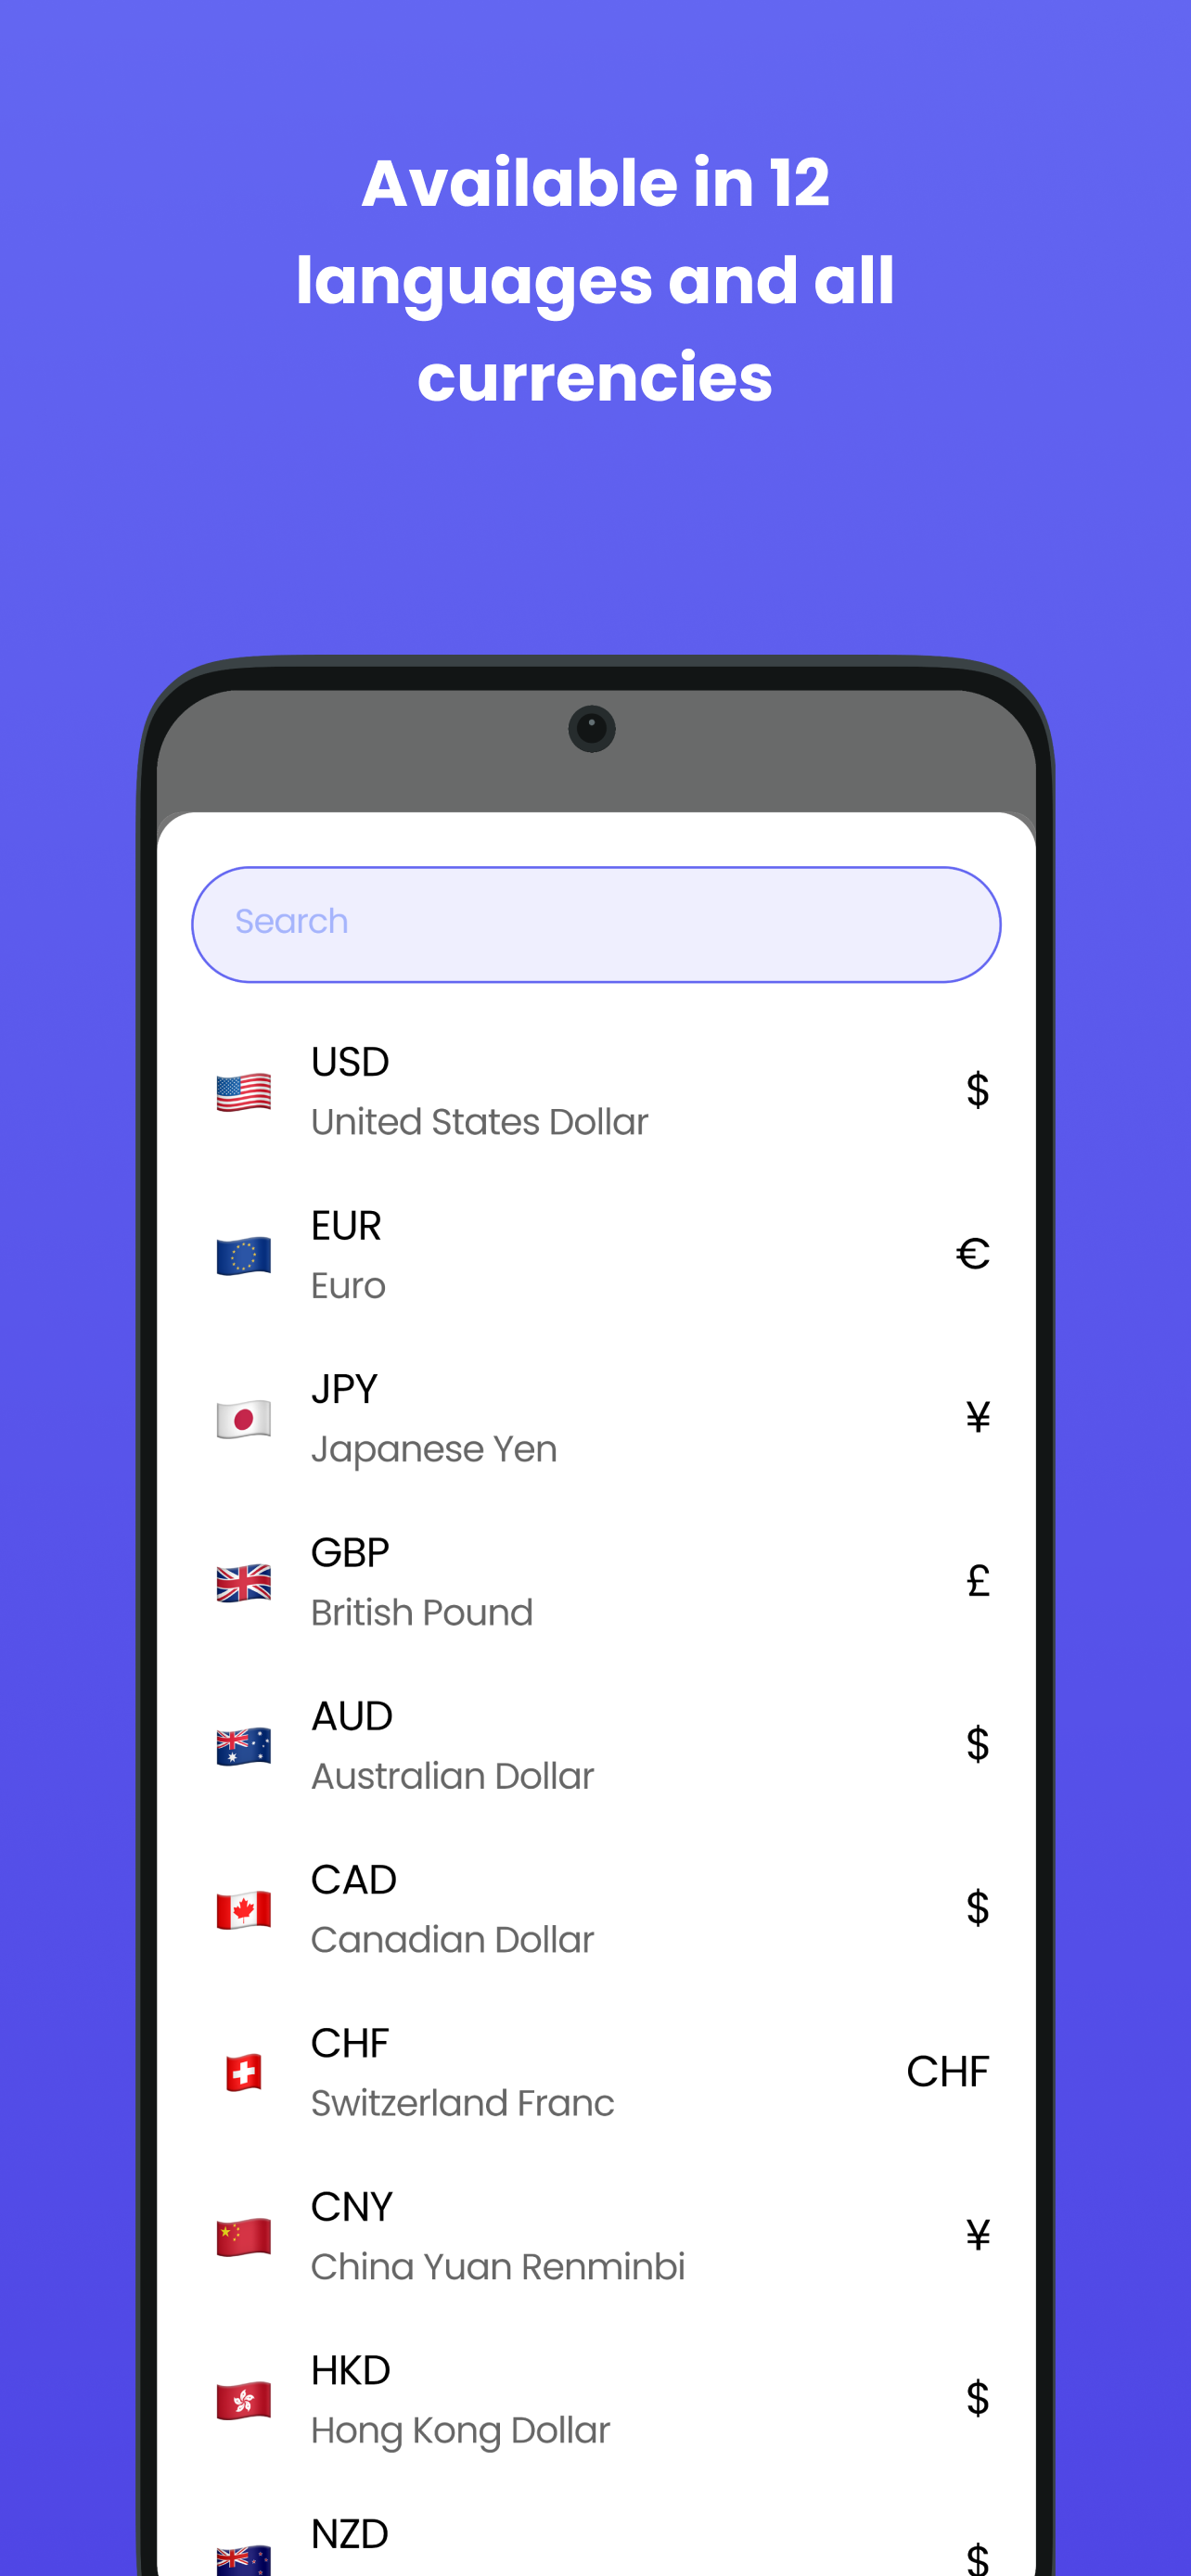 Available in 12
languages and all
currencies
Search
USD
United States Dollar
$
EUR
Euro
€
JPY
Japanese Yen
¥
GBP
British Pound
£
AUD
Australian Dollar
$
CAD
Canadian Dollar
$
CHF
Switzerland Franc
CHF
CNY
China Yuan Renminbi
¥
HKD
Hong Kong Dollar
$
NZD
$